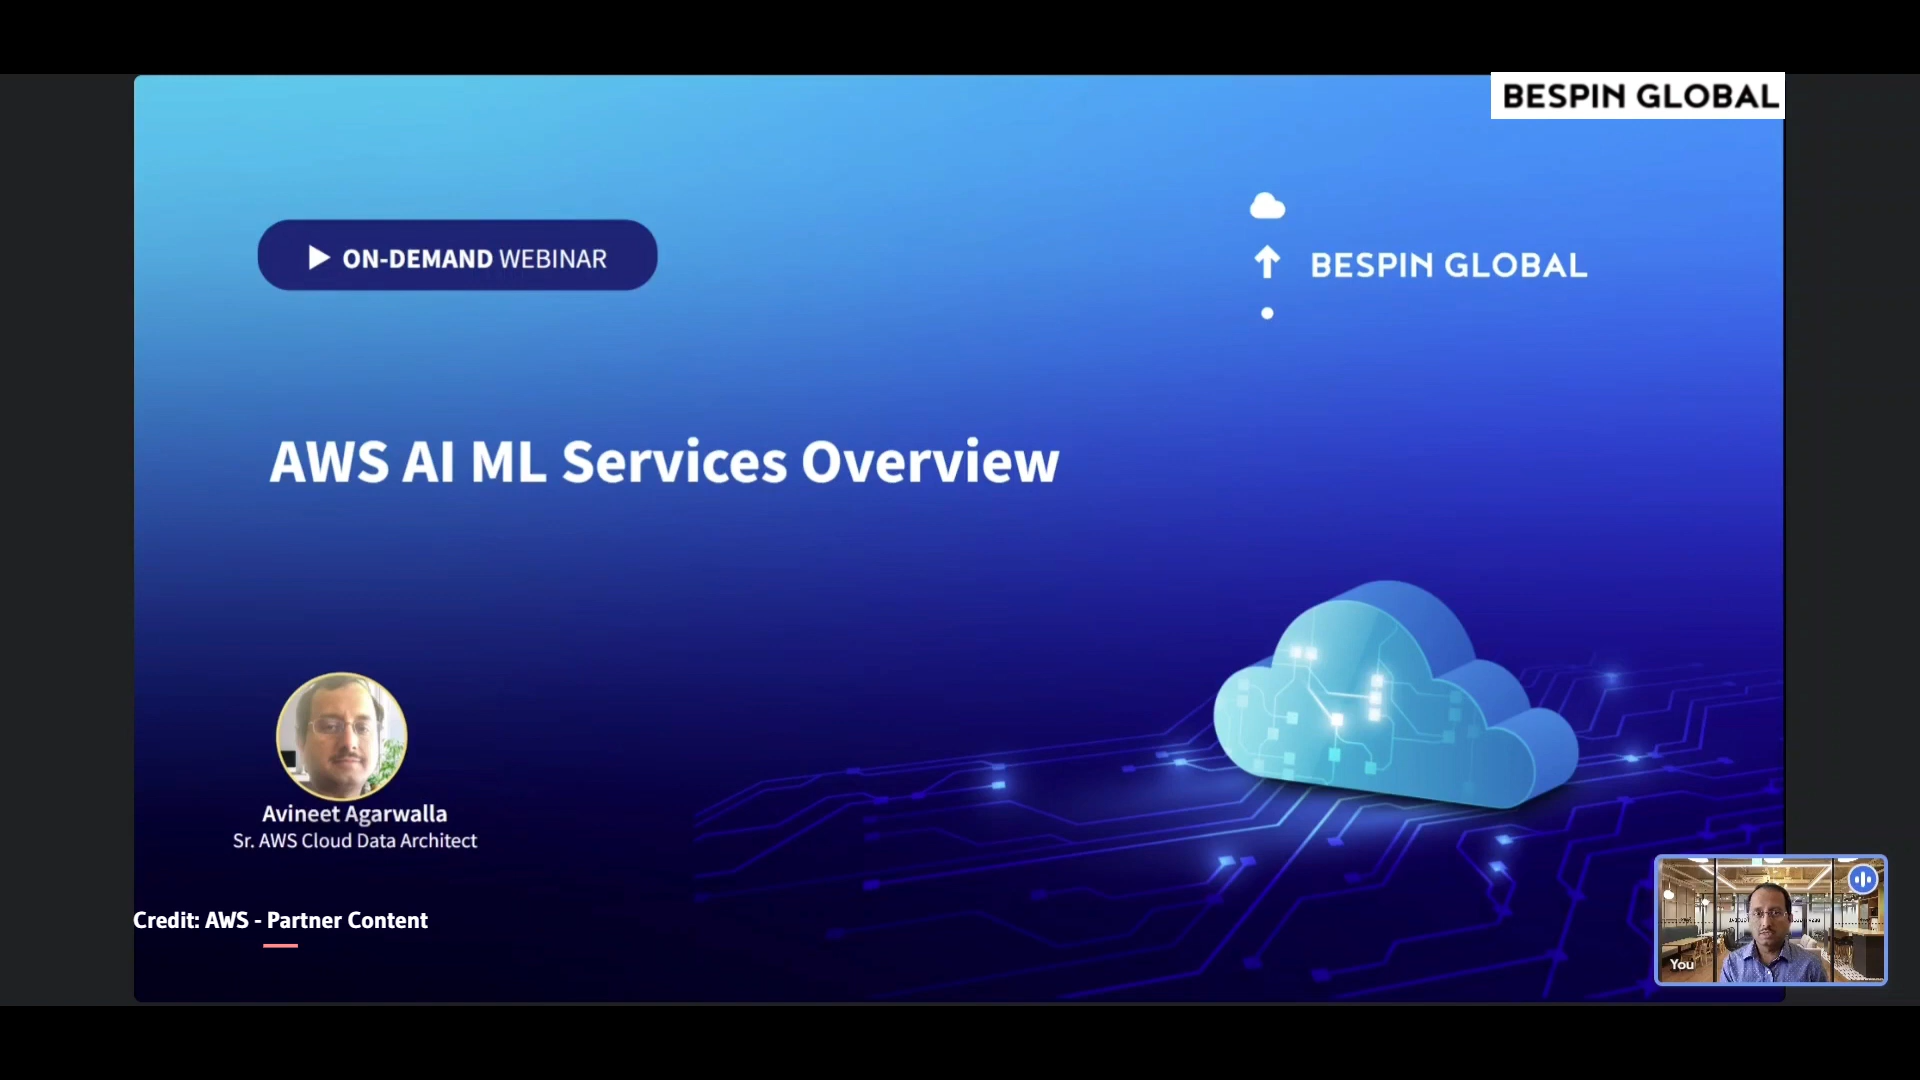 BESPIN GLOBAL
ON-DEMAND WEBINAR
BESPIN GLOBAL
AWS AI ML Services Overview
Avineet Agarwalla
Sr. AWS Cloud Data Architect
Credit: AWS - Partner Content
You